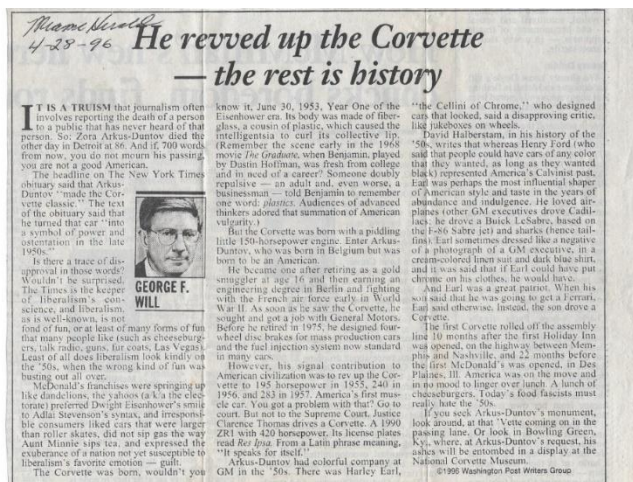 Miami Herald
4-28-96
He revved up the Corvette
— the rest is history
IT IS A TRUISM that journalism often
involves reporting the death of a person
to a public that has never heard of that
person. So: Zora Arkus-Duntov died the
other day in Detroit at 86. And if, 700 words
from now, you do not mourn his passing,
you are not a good American.
The headline on The New York Times
obituary said that Arkus-
Duntov "made the Cor-
vette classic." The text
of the obituary said that
he turned that car "into
a symbol of power and
ostentation in the late
1950s."
Is there a trace of dis-
approval in those words?
Wouldn't be surprised.
The Times is the keeper
of liberalism's con-
science, and liberalism,
as is well-known, is not
fond of fun, or at least of many forms of fun
that many people like (such as cheeseburg-
ers, talk radio, guns, fur coats, Las Vegas).
Least of all does liberalism look kindly on
the '50s, when the wrong kind of fun was
busting out all over.
McDonald's franchises were springing up
like dandelions, the yahoos (a/k/a the elec-
torate) preferred Dwight Eisenhower's smile
to Adlai Stevenson's syntax, and irresponsi-
ble consumers liked cars that were larger
than roller skates, did not sip gas the way
Aunt Minnie sips tea, and expressed the
exuberance of a nation not yet susceptible to
liberalism's favorite emotion — guilt.
The Corvette was born, wouldn't you
GEORGE F.
WILL
know it, June 30, 1953, Year One of the
Eisenhower era. Its body was made of fiber-
glass, a cousin of plastic, which caused the
intelligentsia to curl its collective lip.
(Remember the scene early in the 1968
movie The Graduate, when Benjamin, played
by Dustin Hoffman, was fresh from college
and in need of a career? Someone doubly
repulsive — an adult and, even worse, a
businessman — told Benjamin to remember
one word: plastics. Audiences of advanced
thinkers adored that summation of American
vulgarity.)
But the Corvette was born with a piddling
little 150-horsepower engine. Enter Arkus-
Duntov, who was born in Belgium but was
born to be an American.
He became one after retiring as a gold
smuggler at age 16 and then earning an
engineering degree in Berlin and fighting
with the French air force early in World
War II. As soon as he saw the Corvette, he
sought and got a job with General Motors.
Before he retired in 1975, he designed four-
wheel disc brakes for mass production cars
and the fuel injection system now standard
in many cars.
However, his signal contribution to
American civilization was to rev up the Cor-
vette to 195 horsepower in 1955, 240 in
1956 and 283 in 1957. America's first mus-
cle car. You got a problem with that? Go to
court. But not to the Supreme Court. Justice
Clarence Thomas drives a Corvette. A 1990
ZR1 with 420 horsepower. Its license plates
read Res Ipsa. From a Latin phrase meaning,
"It speaks for itself."
Arkus-Duntov had colorful company at
GM in the '50s. There was Harley Earl,
"the Cellini of Chrome," who designed
cars that looked, said a disapproving critic,
like jukeboxes on wheels.
David Halberstam, in his history of the
'50s, writes that whereas Henry Ford (who
said that people could have cars of any color
that they wanted, as long as they wanted
black) represented America's Calvinist past,
Earl was perhaps the most influential shaper
of American style and taste in the years of
abundance and indulgence. He loved air-
planes (other GM executives drove Cadil-
lacs; he drove a Buick LeSabre, based on
the F-86 Sabre jet) and sharks (hence tail-
fins). Earl sometimes dressed like a negative
of a photograph of a GM executive, in a
cream-colored linen suit and dark blue shirt,
and it was said that if Earl could have put
chrome on his clothes, he would have.
And Earl was a great patriot. When his
son said that he was going to get a Ferrari,
Earl said otherwise. Instead, the son drove a
Corvette.
The first Corvette rolled off the assembly
line 10 months after the first Holiday Inn
was opened, on the highway between Mem-
phis and Nashville, and 22 months before
the first McDonald's was opened, in Des
Plaines, Ill. America was on the move and
in no mood to linger over lunch. A lunch of
cheeseburgers. Today's food fascists must
really hate the '50s.
If you seek Arkus-Duntov's monument,
look around, at that 'Vette coming on in the
passing lane. Or look in Bowling Green,
Ky., where, at Arkus-Duntov's request, his
ashes will be entombed in a display at the
National Corvette Museum.
©1996 Washington Post Writers Group